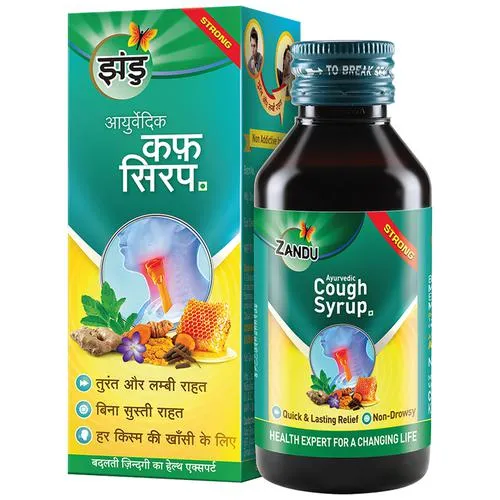 STRONG
झंडु
आयुर्वेदिक
कफ़
सिरप
तुरंत और लम्बी राहत
बिना सुस्ती राहत
हर किस्म की खाँसी के लिए
बदलती ज़िन्दगी का हेल्थ एक्सपर्ट
Non Addictive
TO BREAK SE
STRONG
ZANDU
Ayurvedic
Cough
Syrup
Quick & Lasting Relief
Non-Drowsy
HEALTH EXPERT FOR A CHANGING LIFE